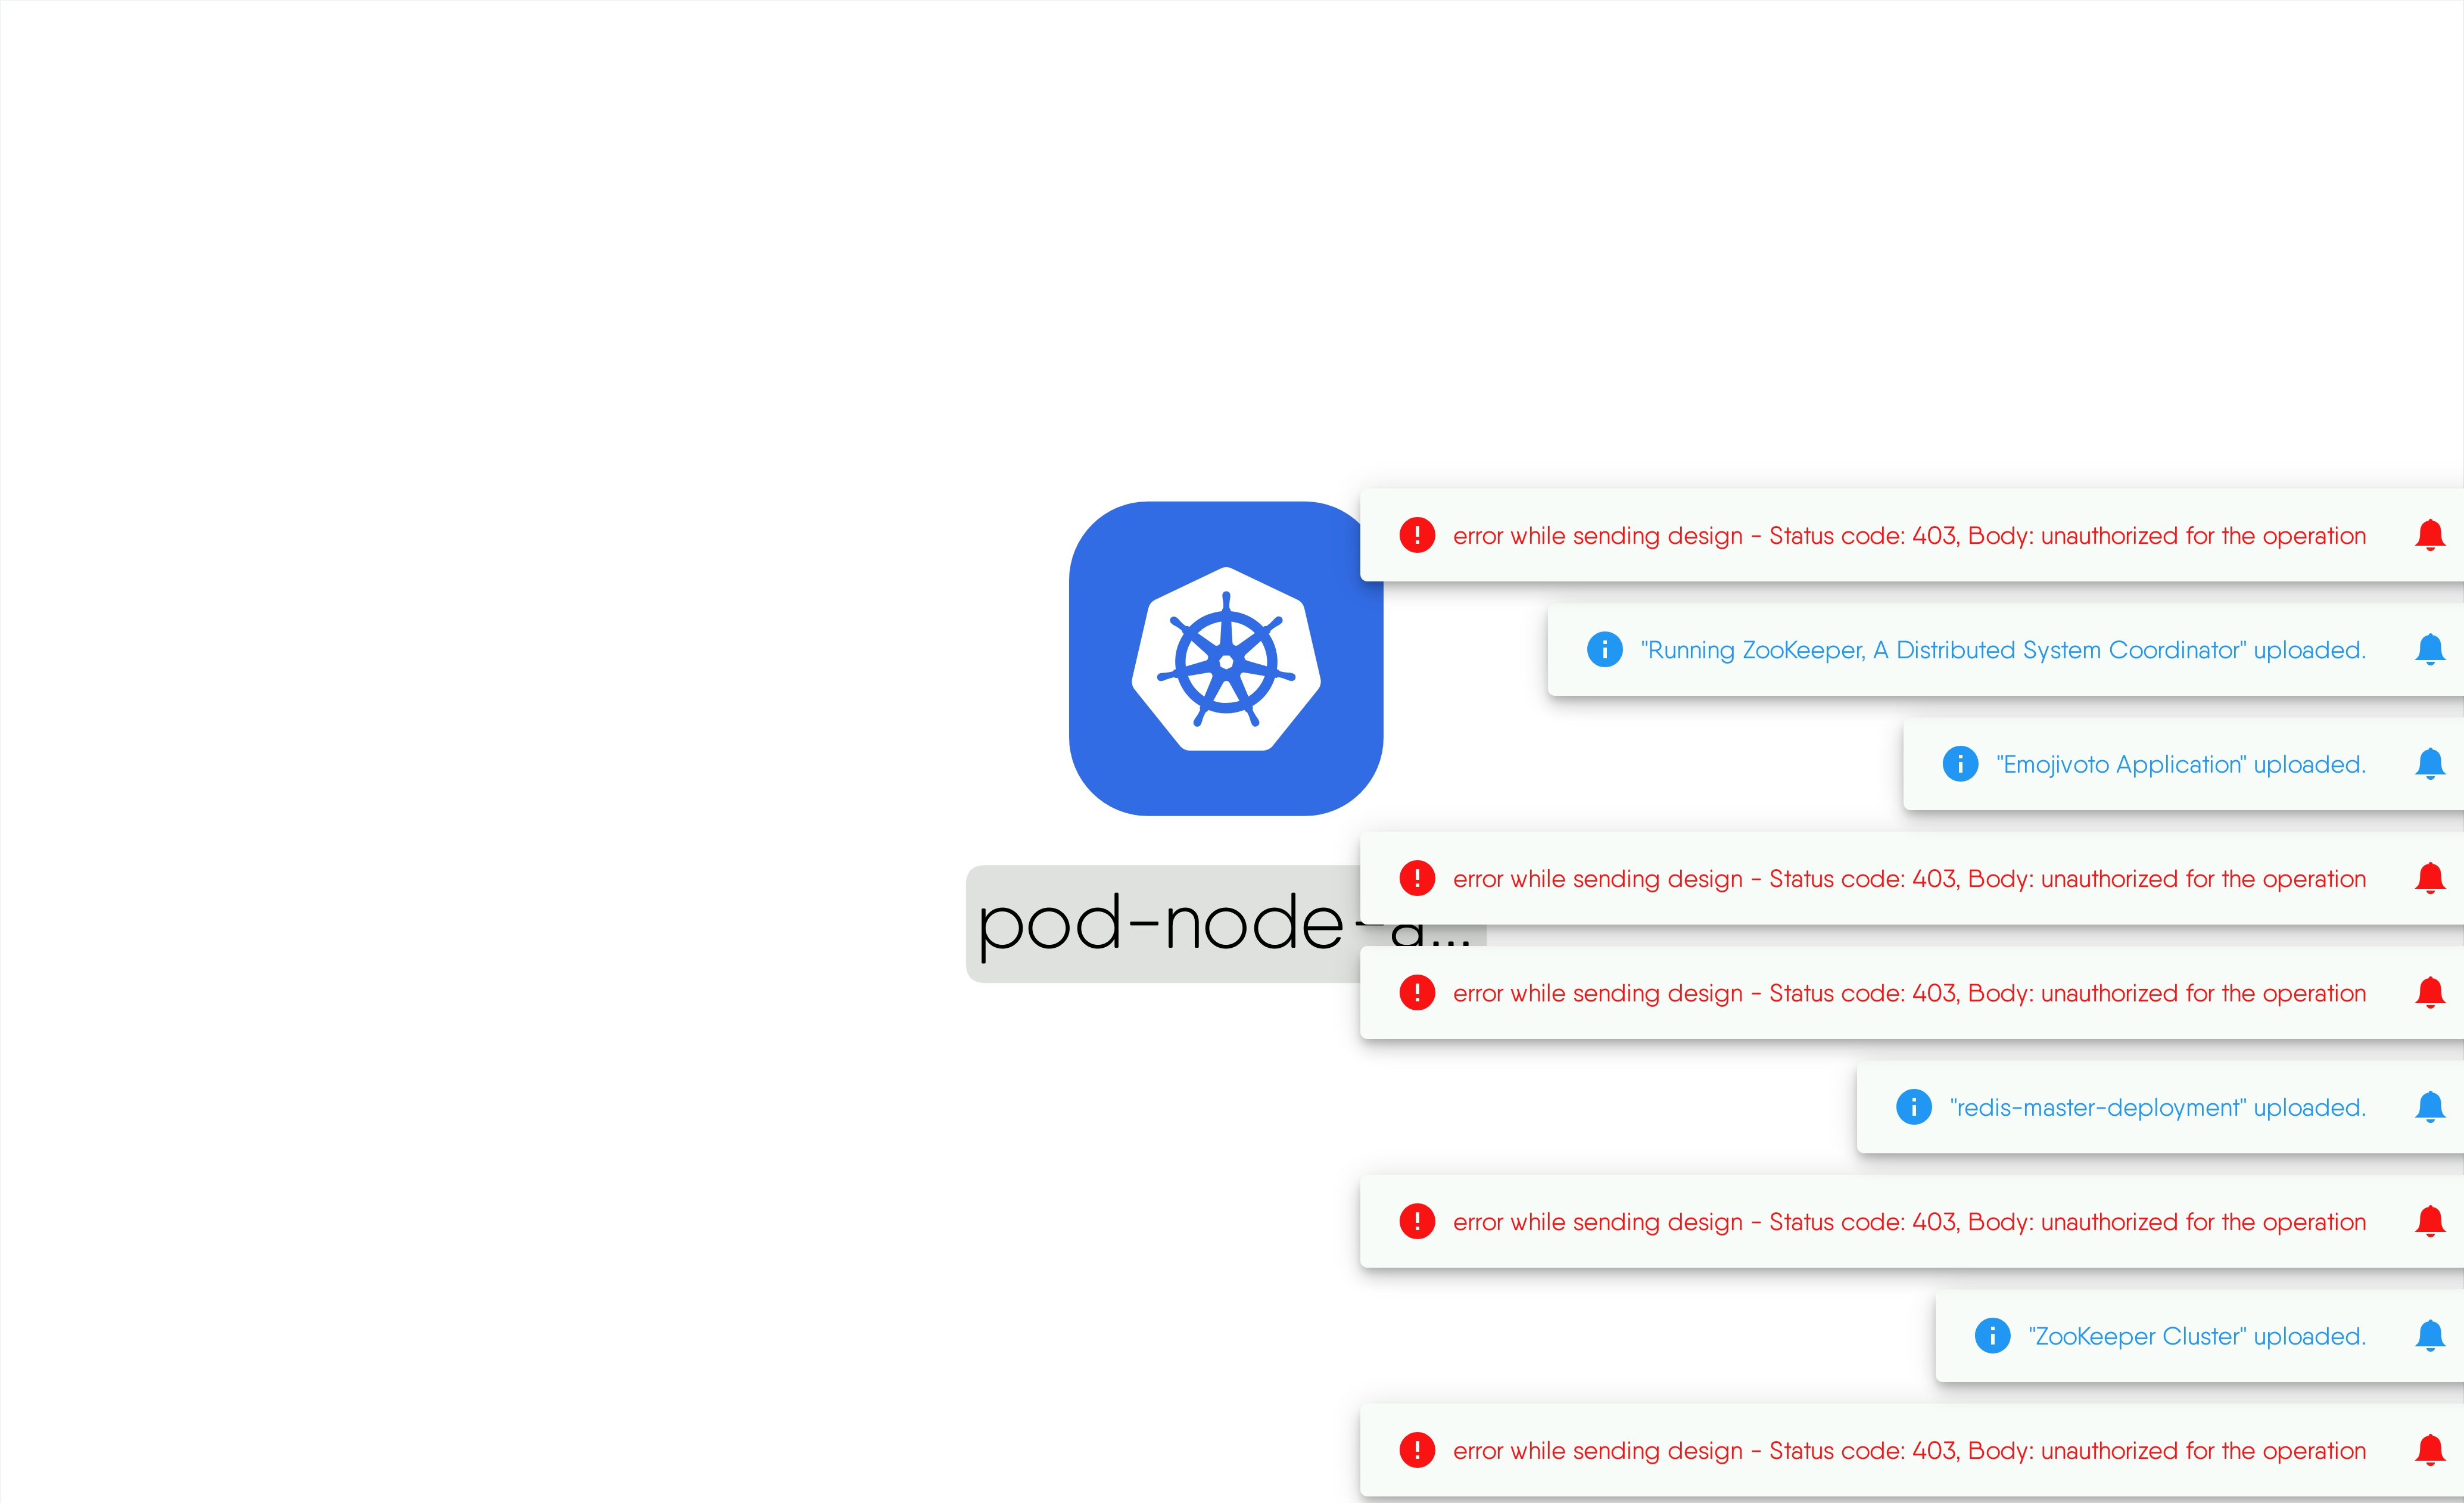 error while sending design - Status code: 403, Body: unauthorized for the operation
"Running ZooKeeper, A Distributed System Coordinator" uploaded.
"Emojivoto Application" uploaded.
error while sending design - Status code: 403, Body: unauthorized for the operation
pod-node-a...
error while sending design - Status code: 403, Body: unauthorized for the operation
"redis-master-deployment" uploaded.
error while sending design - Status code: 403, Body: unauthorized for the operation
"ZooKeeper Cluster" uploaded.
error while sending design - Status code: 403, Body: unauthorized for the operation